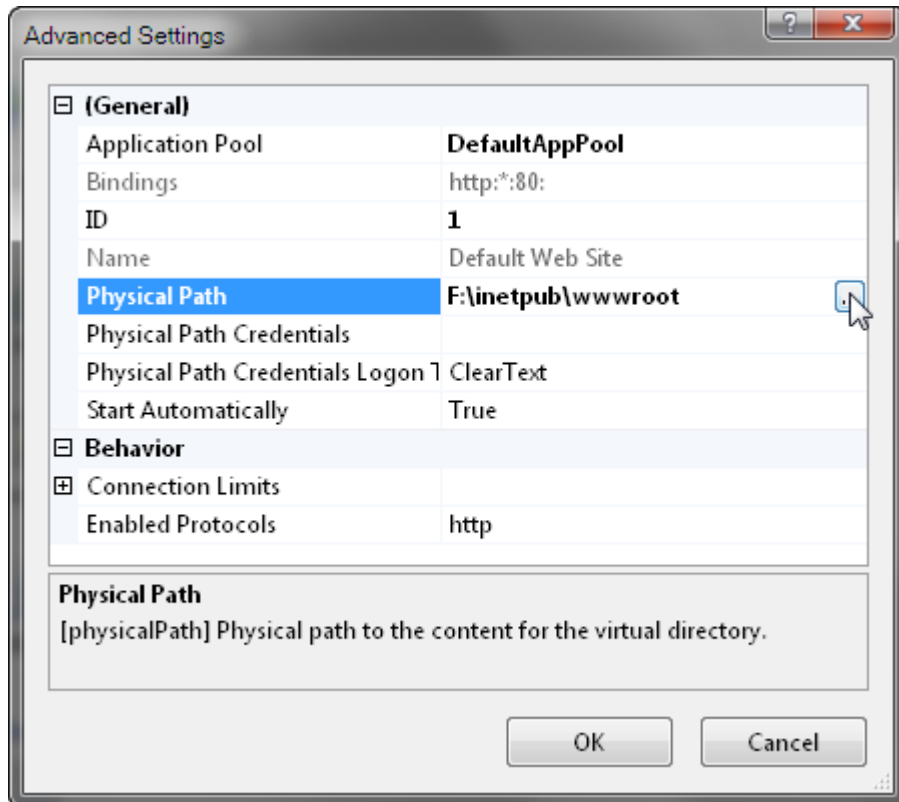 Advanced Settings
(General)
Application Pool DefaultAppPool
Bindings http:*:80:
ID 1
Name Default Web Site
Physical Path F:\inetpub\wwwroot
Physical Path Credentials
Physical Path Credentials Logon T ClearText
Start Automatically True
Behavior
Connection Limits
Enabled Protocols http
Physical Path
[physicalPath] Physical path to the content for the virtual directory.
OK Cancel